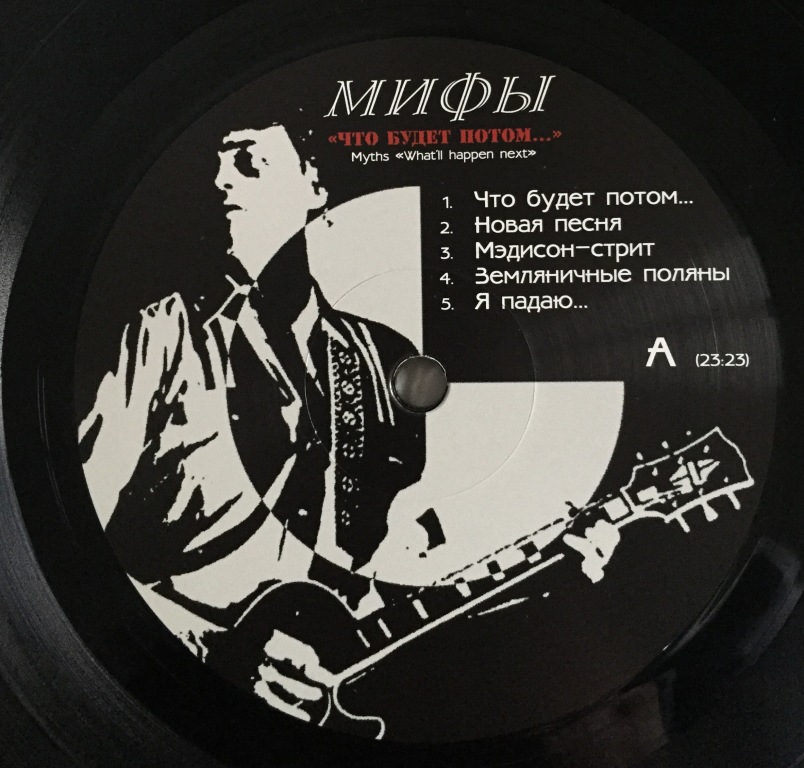 МИФЫ
«ЧТО БУДЕТ ПОТОМ...»
Myths «What'll happen next»
1. Что будет потом...
2. Новая песня
3. Мэдисон-стрит
4. Земляничные поляны
5. Я падаю...
A (23:23)